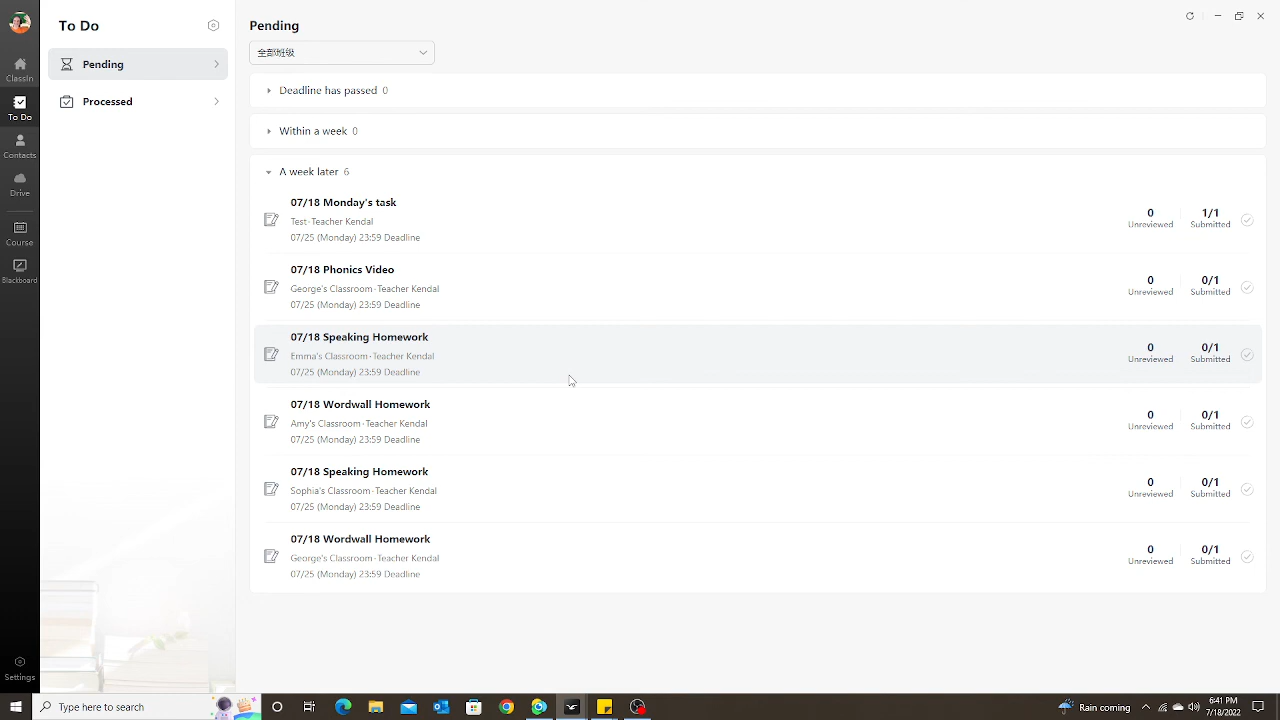 To Do
Pending
Processed
ClassIn
To Do
Contacts
Drive
Course
Blackboard
Settings
Pending
全部班级
Deadline has passed 0
Within a week 0
A week later 6
07/18 Monday's task
Test·Teacher Kendal
07/25 (Monday) 23:59 Deadline
0
Unreviewed
1/1
Submitted
07/18 Phonics Video
George's Classroom·Teacher Kendal
07/25 (Monday) 23:59 Deadline
0
Unreviewed
0/1
Submitted
07/18 Speaking Homework
Emma's Classroom·Teacher Kendal
07/25 (Monday) 23:59 Deadline
0
Unreviewed
0/1
Submitted
07/18 Wordwall Homework
Amy's Classroom·Teacher Kendal
07/25 (Monday) 23:59 Deadline
0
Unreviewed
0/1
Submitted
07/18 Speaking Homework
Sophia's Classroom·Teacher Kendal
07/25 (Monday) 23:59 Deadline
0
Unreviewed
0/1
Submitted
07/18 Wordwall Homework
George's Classroom·Teacher Kendal
07/25 (Monday) 23:59 Deadline
0
Unreviewed
0/1
Submitted
Type here to search
Rain coming
6:41 PM
7/18/2022